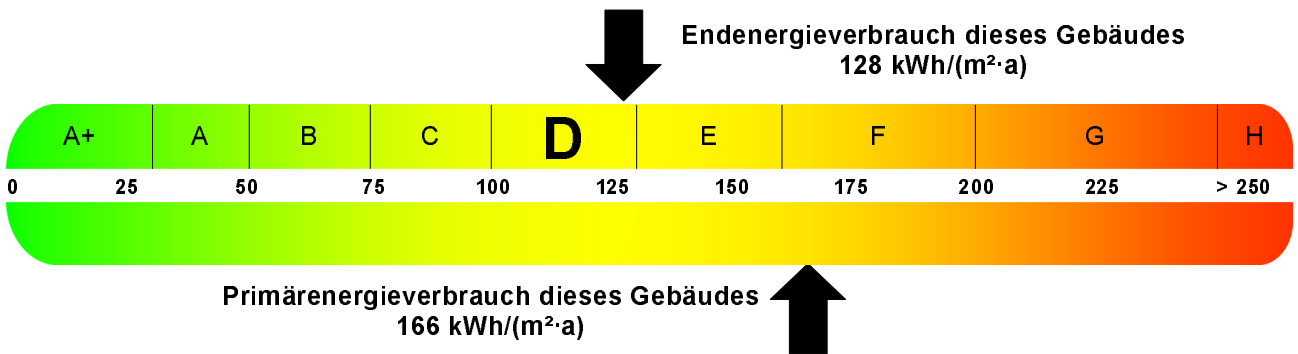 Endenergieverbrauch dieses Gebäudes
128 kWh/(m²·a)
A+ A B C D E F G H
0 25 50 75 100 125 150 175 200 225 > 250
Primärenergieverbrauch dieses Gebäudes
166 kWh/(m²·a)